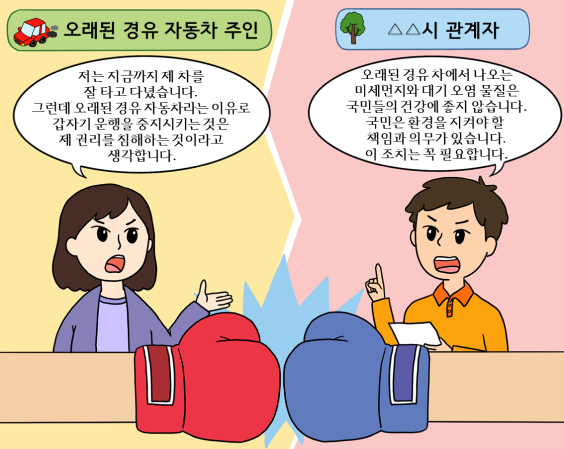 오래된 경유 자동차 주인
저는 지금까지 제 차를
잘 타고 다녔습니다.
그런데 오래된 경유 자동차라는 이유로
갑자기 운행을 중지시키는 것은
제 권리를 침해하는 것이라고
생각합니다.
△△시 관계자
오래된 경유 차에서 나오는
미세먼지와 대기 오염 물질은
국민들의 건강에 좋지 않습니다.
국민은 환경을 지켜야 할
책임과 의무가 있습니다.
이 조치는 꼭 필요합니다.